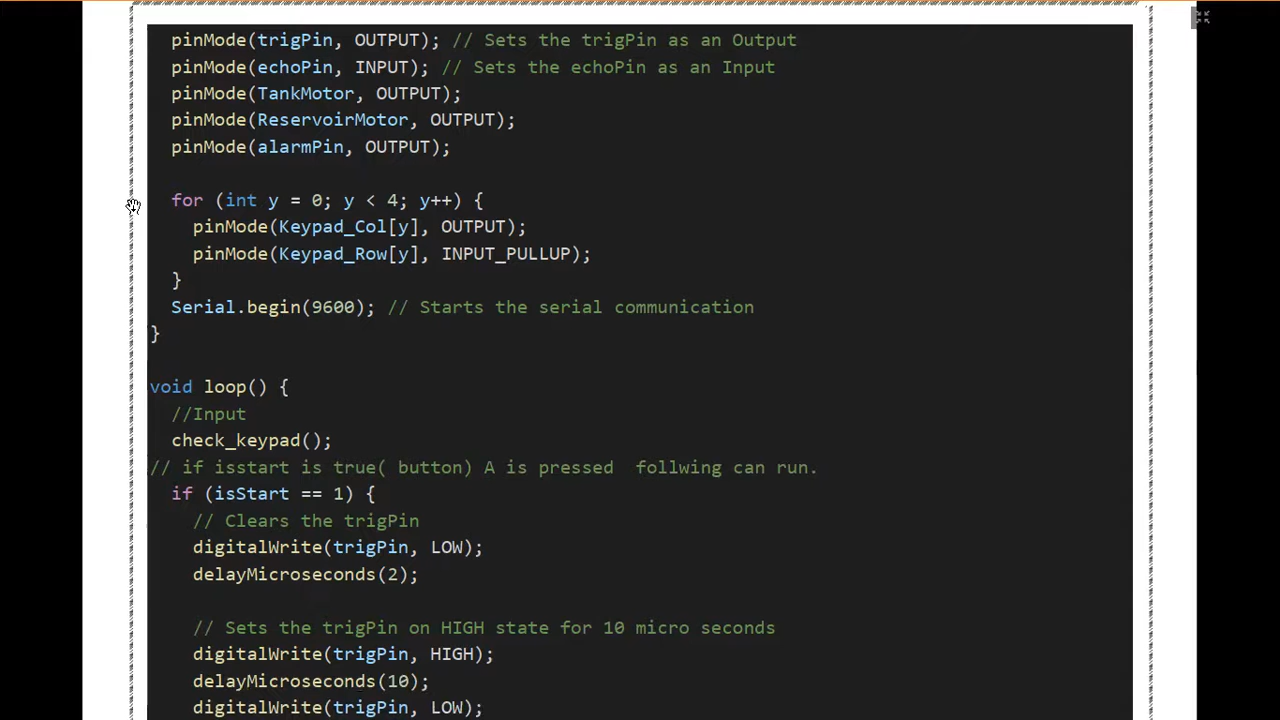 pinMode(trigPin, OUTPUT); // Sets the trigPin as an Output
pinMode(echoPin, INPUT); // Sets the echoPin as an Input
pinMode(TankMotor, OUTPUT);
pinMode(ReservoirMotor, OUTPUT);
pinMode(alarmPin, OUTPUT);
for (int y = 0; y < 4; y++) {
pinMode(Keypad_Col[y], OUTPUT);
pinMode(Keypad_Row[y], INPUT_PULLUP);
}
Serial.begin(9600); // Starts the serial communication
}
void loop() {
//Input
check_keypad();
// if isstart is true( button) A is pressed  follwing can run.
if (isStart == 1) {
// Clears the trigPin
digitalWrite(trigPin, LOW);
delayMicroseconds(2);
// Sets the trigPin on HIGH state for 10 micro seconds
digitalWrite(trigPin, HIGH);
delayMicroseconds(10);
digitalWrite(trigPin, LOW);